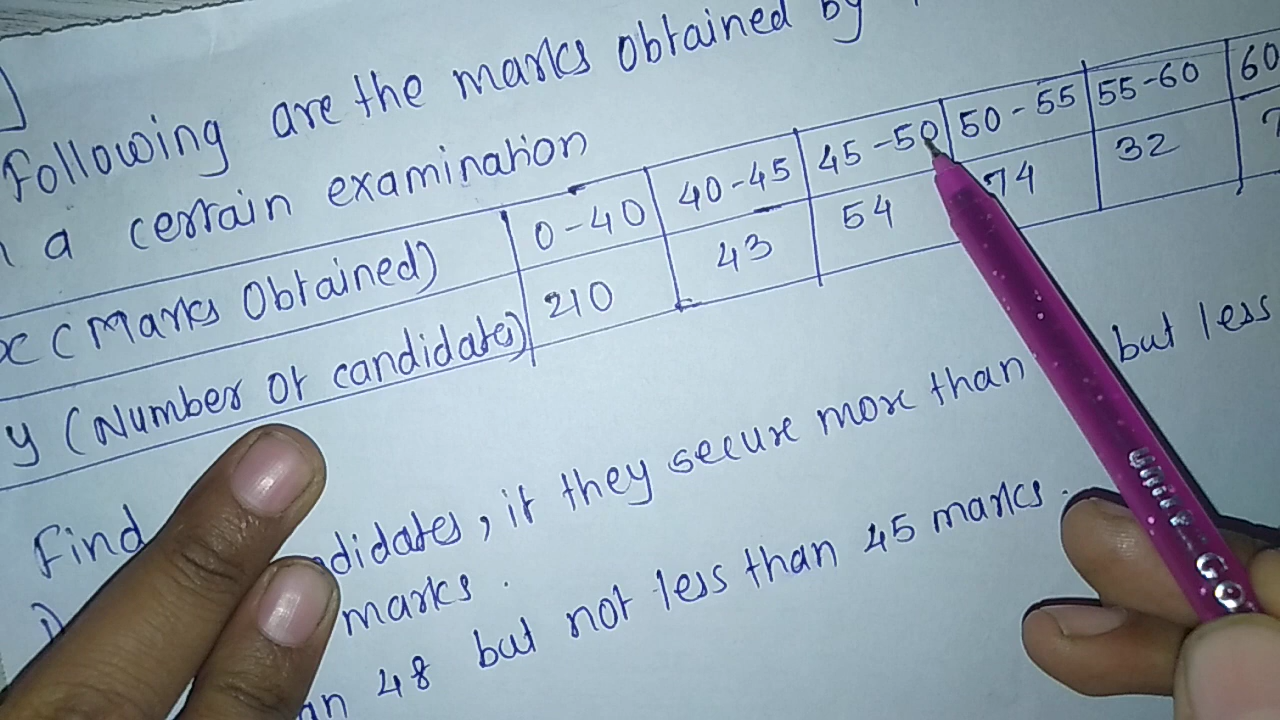 Following are the marks obtained by
a certain examination
x (Marks Obtained) 0-40 40-45 45-50 50-55 55-60 60
y (Number of candidates) 210 43 54 74 32
Find
didates, if they secure more than but less
i) marks.
an 48 but not less than 45 marks.